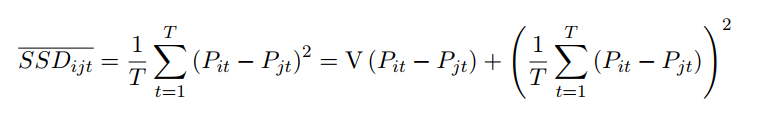 $\overline{SSD_{ijt}} = \frac{1}{T} \sum_{t=1}^{T} (P_{it} - P_{jt})^2 = \mathrm{V}(P_{it} - P_{jt}) + \left( \frac{1}{T} \sum_{t=1}^{T} (P_{it} - P_{jt}) \right)^2$